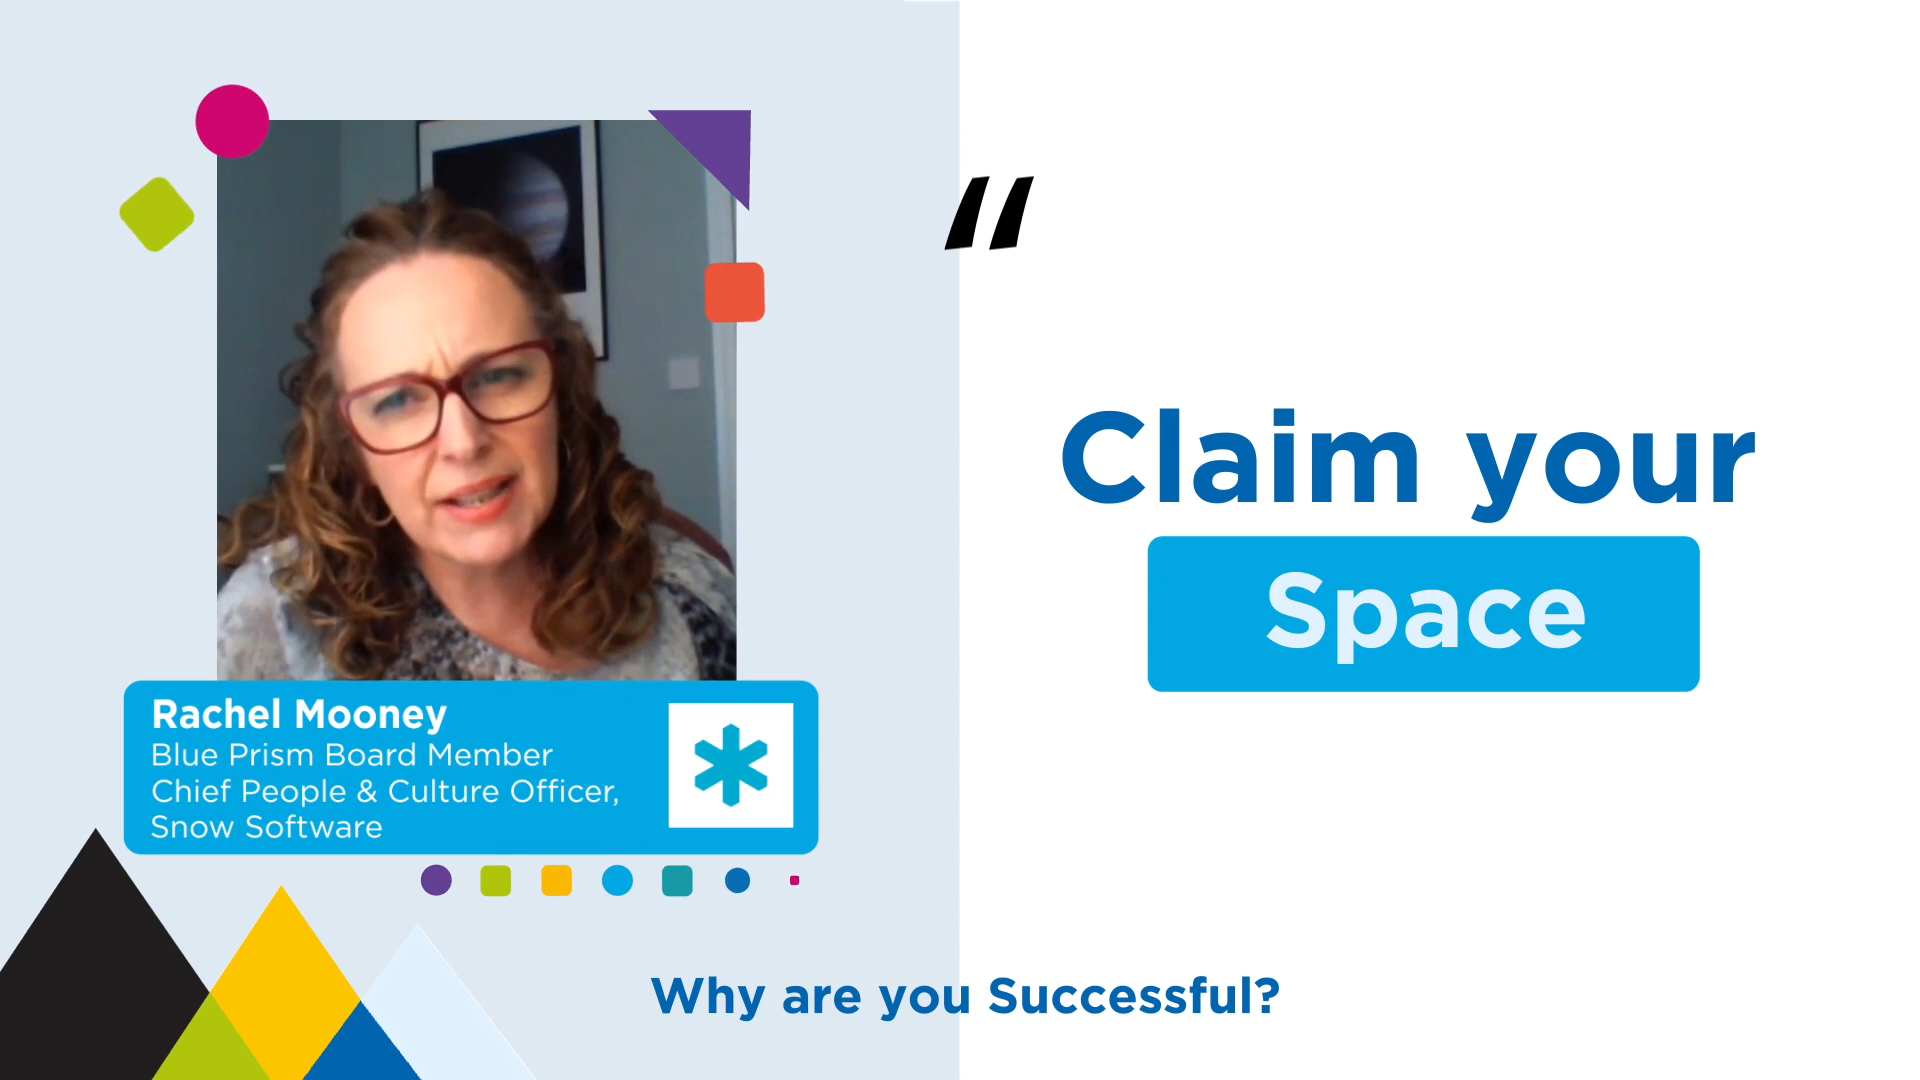 “
Claim your
Space
Rachel Mooney
Blue Prism Board Member
Chief People & Culture Officer,
Snow Software
Why are you Successful?